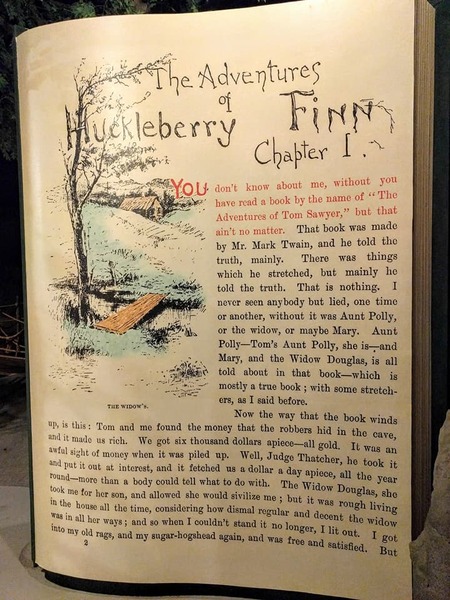 The Adventures
of
Huckleberry Finn
Chapter I.
YOU don't know about me, without you
have read a book by the name of "The
Adventures of Tom Sawyer," but that
ain't no matter. That book was made
by Mr. Mark Twain, and he told the
truth, mainly. There was things
which he stretched, but mainly he
told the truth. That is nothing. I
never seen anybody but lied, one time
or another, without it was Aunt Polly,
or the widow, or maybe Mary. Aunt
Polly—Tom's Aunt Polly, she is—and
Mary, and the Widow Douglas, is all
told about in that book—which is
mostly a true book; with some stretch-
ers, as I said before.
THE WIDOW'S.
Now the way that the book winds
up, is this: Tom and me found the money that the robbers hid in the cave,
and it made us rich. We got six thousand dollars apiece—all gold. It was an
awful sight of money when it was piled up. Well, Judge Thatcher, he took it
and put it out at interest, and it fetched us a dollar a day apiece, all the year
round—more than a body could tell what to do with. The Widow Douglas, she
took me for her son, and allowed she would sivilize me; but it was rough living
in the house all the time, considering how dismal regular and decent the widow
was in all her ways; and so when I couldn't stand it no longer, I lit out. I got
into my old rags, and my sugar-hogshead again, and was free and satisfied. But
2